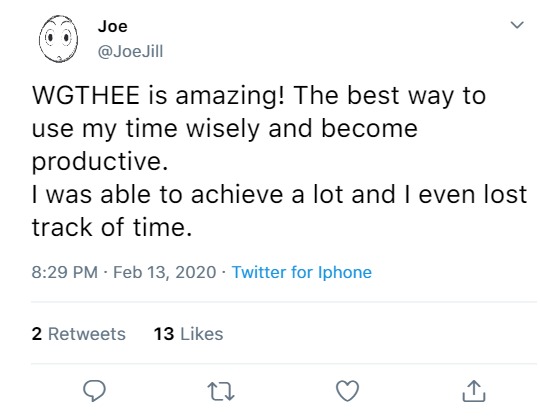 Joe
@JoeJill
WGTHEE is amazing! The best way to
use my time wisely and become
productive.
I was able to achieve a lot and I even lost
track of time.
8:29 PM · Feb 13, 2020 · Twitter for Iphone
2 Retweets 13 Likes